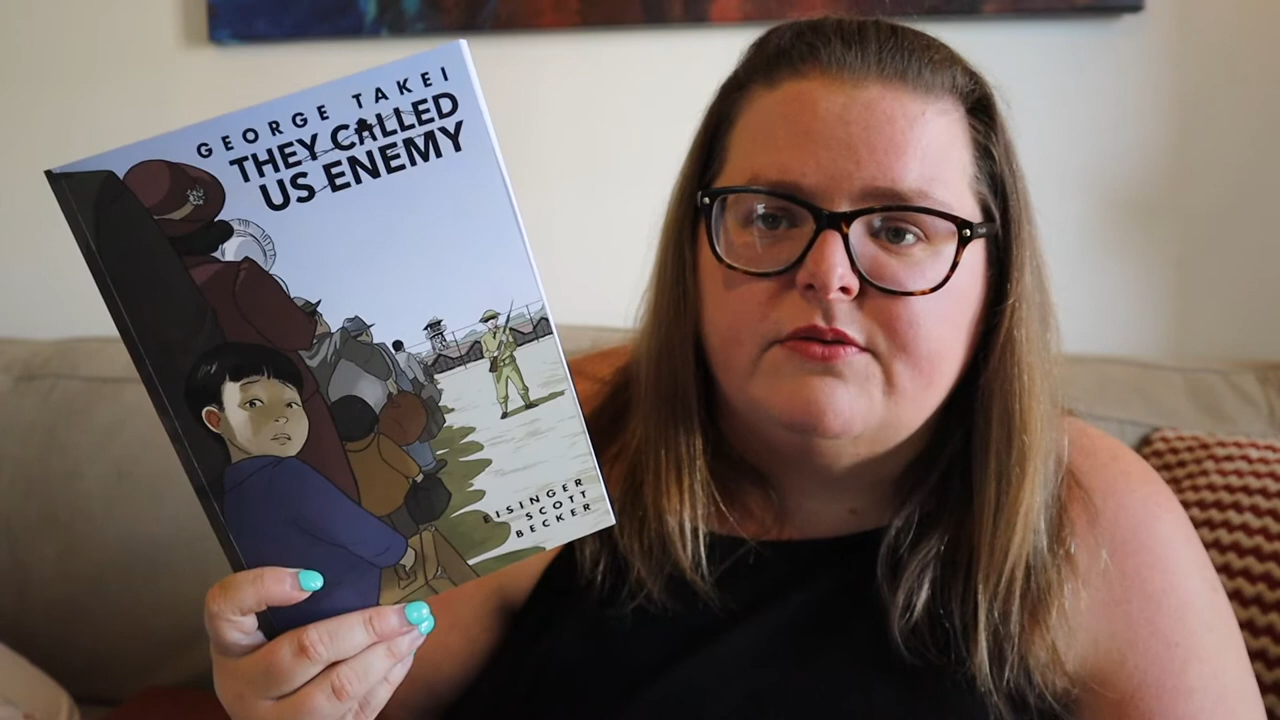 GEORGE TAKEI
THEY CALLED
US ENEMY
EISINGER
SCOTT
BECKER